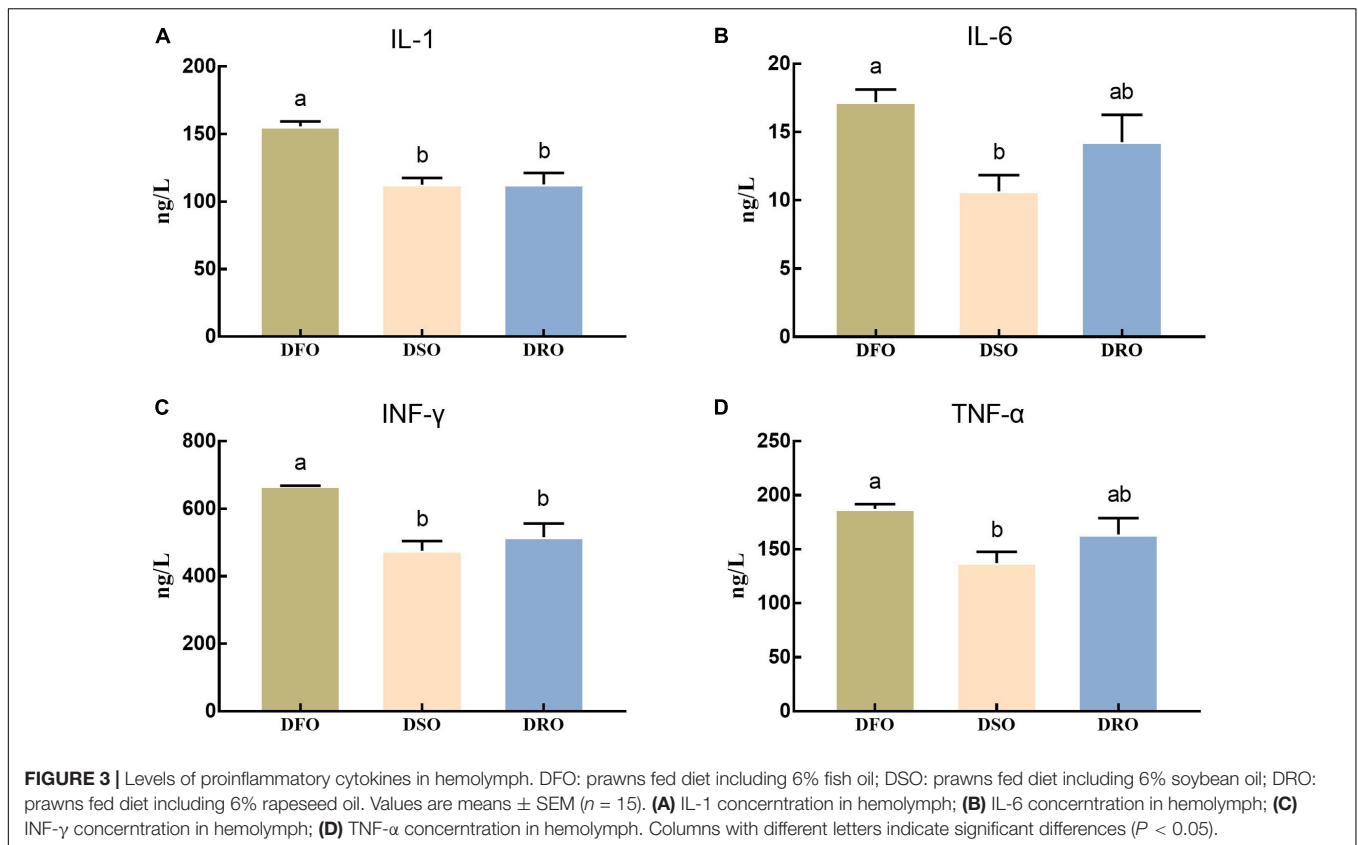 A
IL-1
200
150
100
50
0
ng/L
a
b
b
DFO DSO DRO
B
IL-6
20
15
10
5
0
ng/L
a
b
ab
DFO DSO DRO
C
INF-γ
800
600
400
200
0
ng/L
a
b
b
DFO DSO DRO
D
TNF-α
250
200
150
100
50
0
ng/L
a
b
ab
DFO DSO DRO
FIGURE 3 | Levels of proinflammatory cytokines in hemolymph. DFO: prawns fed diet including 6% fish oil; DSO: prawns fed diet including 6% soybean oil; DRO:
prawns fed diet including 6% rapeseed oil. Values are means ± SEM (n = 15). (A) IL-1 concerntration in hemolymph; (B) IL-6 concerntration in hemolymph; (C)
INF-γ concerntration in hemolymph; (D) TNF-α concerntration in hemolymph. Columns with different letters indicate significant differences (P < 0.05).